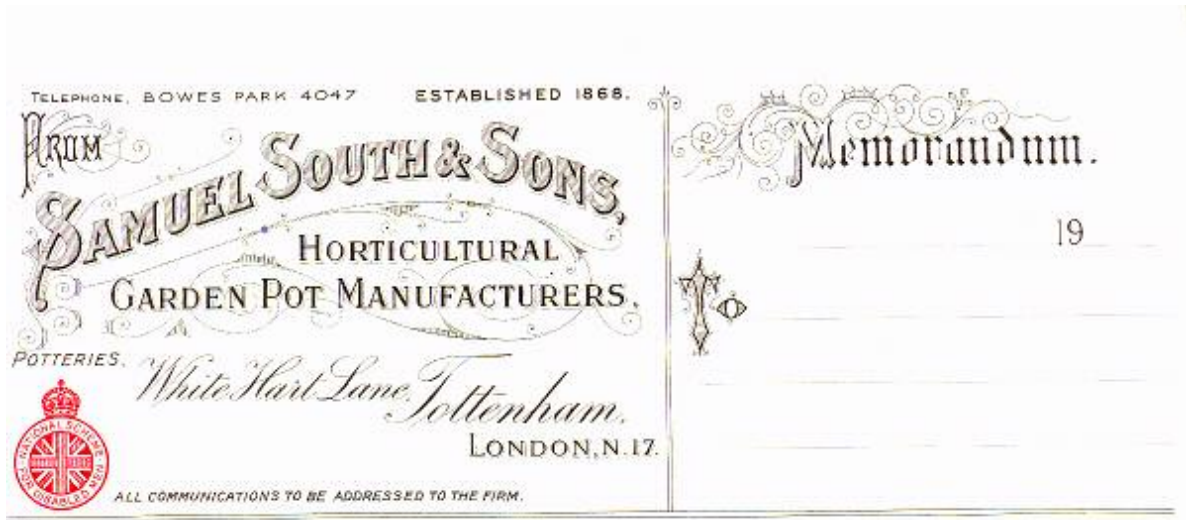 TELEPHONE, BOWES PARK 4047
ESTABLISHED 1868.
FROM
SAMUEL SOUTH & SONS,
HORTICULTURAL
GARDEN POT MANUFACTURERS.
POTTERIES.
White Hart Lane, Tottenham.
LONDON, N.17.
NATIONAL SCHEME
FOR DISABLED MEN
ALL COMMUNICATIONS TO BE ADDRESSED TO THE FIRM.
Memorandum.
19
To